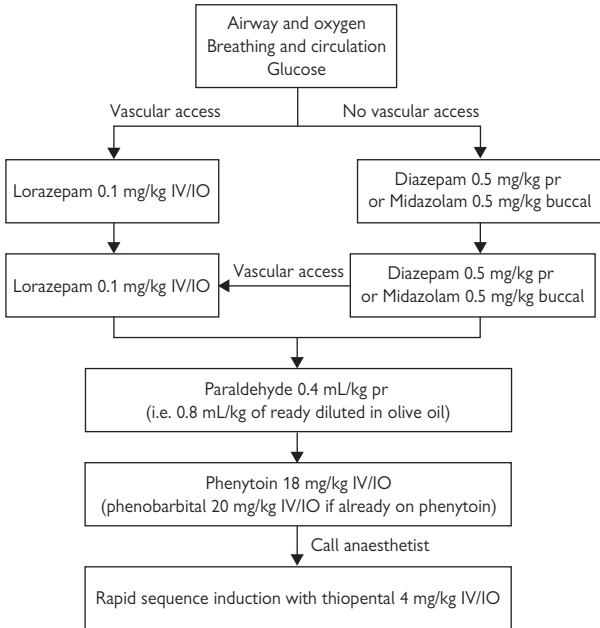 Airway and oxygen
Breathing and circulation
Glucose
Vascular access
No vascular access
Lorazepam 0.1 mg/kg IV/IO
Diazepam 0.5 mg/kg pr
or Midazolam 0.5 mg/kg buccal
Lorazepam 0.1 mg/kg IV/IO
Vascular access
Diazepam 0.5 mg/kg pr
or Midazolam 0.5 mg/kg buccal
Paraldehyde 0.4 mL/kg pr
(i.e. 0.8 mL/kg of ready diluted in olive oil)
Phenytoin 18 mg/kg IV/IO
(phenobarbital 20 mg/kg IV/IO if already on phenytoin)
Call anaesthetist
Rapid sequence induction with thiopental 4 mg/kg IV/IO